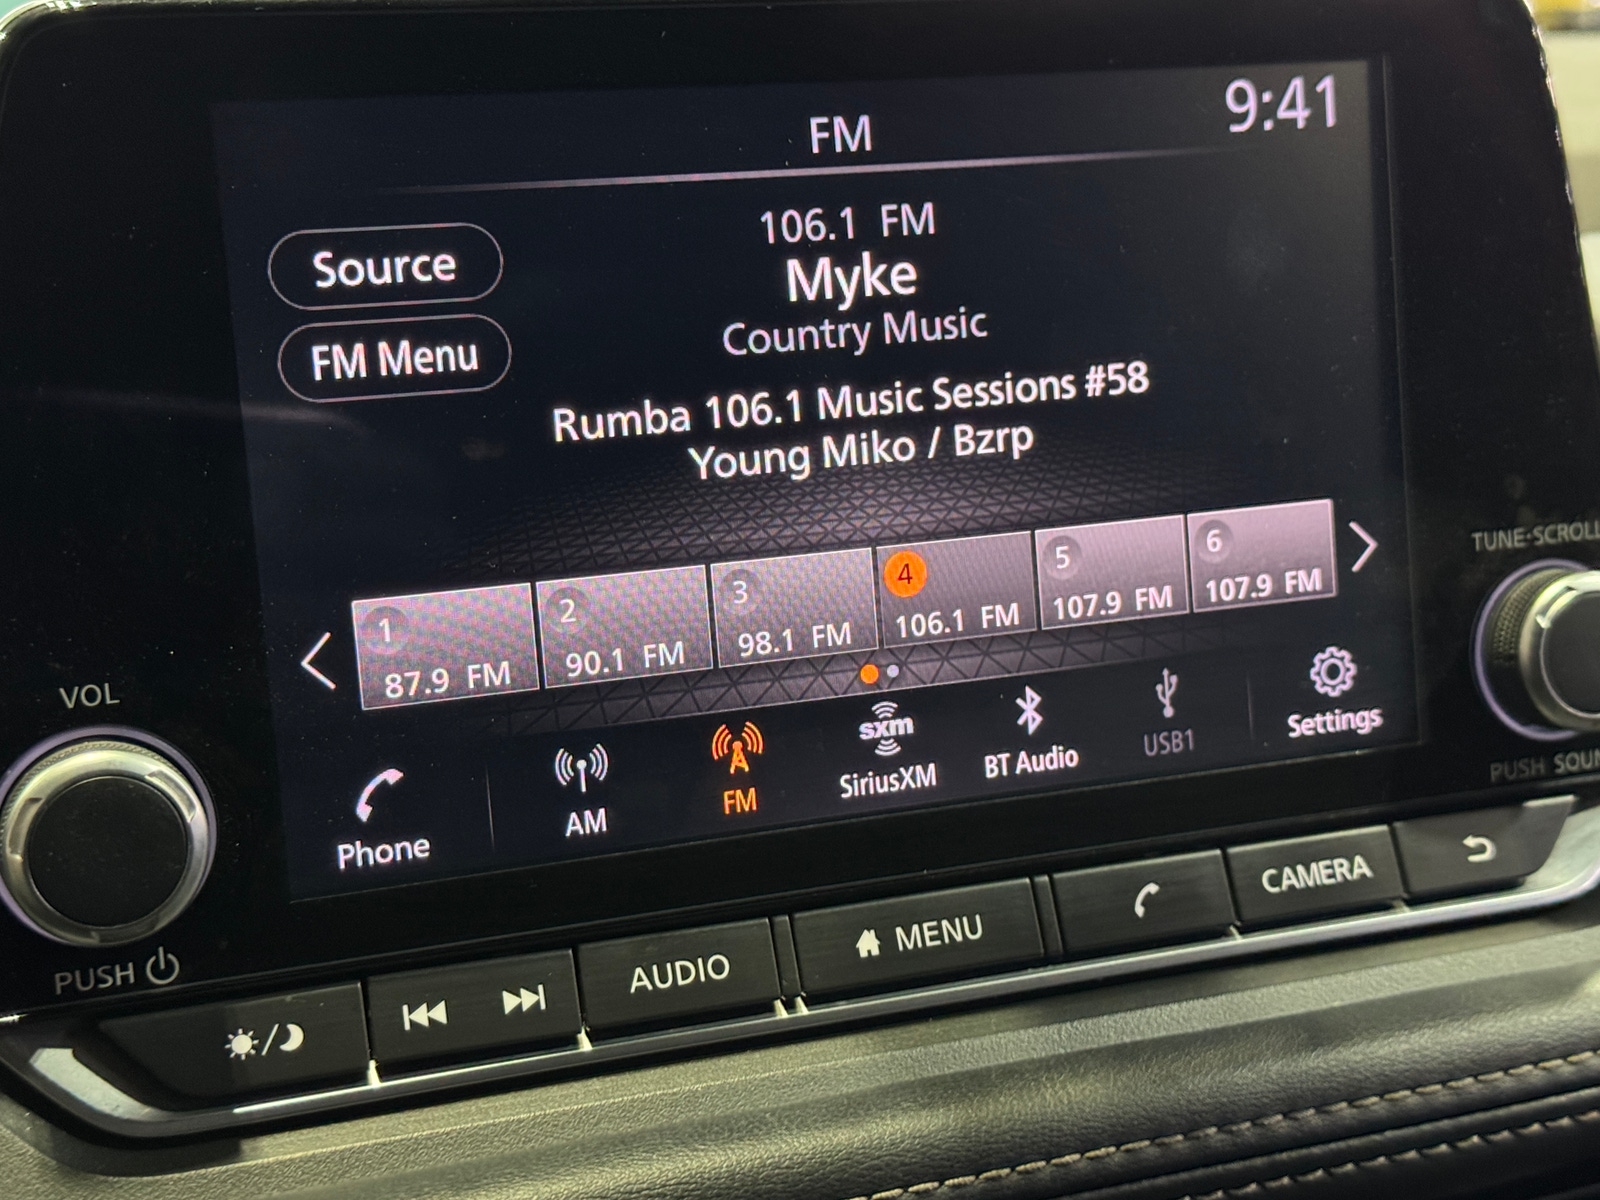 FM
9:41
106.1 FM
Myke
Country Music
Source
FM Menu
Rumba 106.1 Music Sessions #58
Young Miko / Bzrp
1
87.9 FM
2
90.1 FM
3
98.1 FM
4
106.1 FM
5
107.9 FM
6
107.9 FM
Phone
AM
FM
sxm
SiriusXM
BT Audio
USB1
Settings
VOL
PUSH
TUNE·SCROLL
PUSH SOUN
AUDIO
MENU
CAMERA